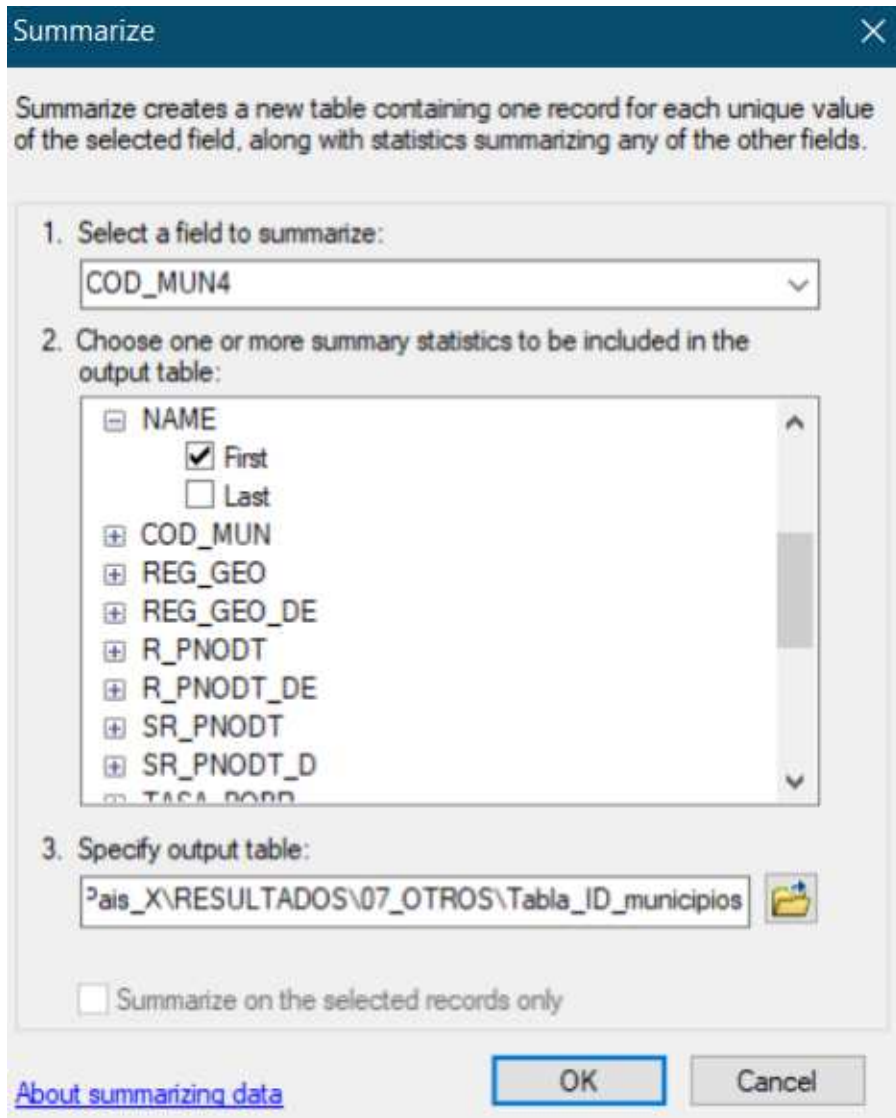 Summarize
Summarize creates a new table containing one record for each unique value
of the selected field, along with statistics summarizing any of the other fields.
1. Select a field to summarize:
COD_MUN4
2. Choose one or more summary statistics to be included in the
output table:
NAME
First
Last
COD_MUN
REG_GEO
REG_GEO_DE
R_PNODT
R_PNODT_DE
SR_PNODT
SR_PNODT_D
3. Specify output table:
Pais_X\RESULTADOS\07_OTROS\Tabla_ID_municipios
Summarize on the selected records only
About summarizing data
OK
Cancel